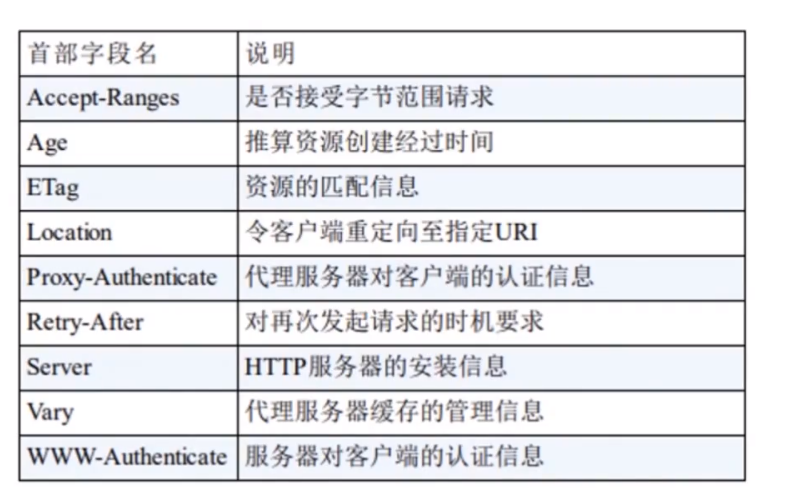 首部字段名 说明
Accept-Ranges 是否接受字节范围请求
Age 推算资源创建经过时间
ETag 资源的匹配信息
Location 令客户端重定向至指定URI
Proxy-Authenticate 代理服务器对客户端的认证信息
Retry-After 对再次发起请求的时机要求
Server HTTP服务器的安装信息
Vary 代理服务器缓存的管理信息
WWW-Authenticate 服务器对客户端的认证信息